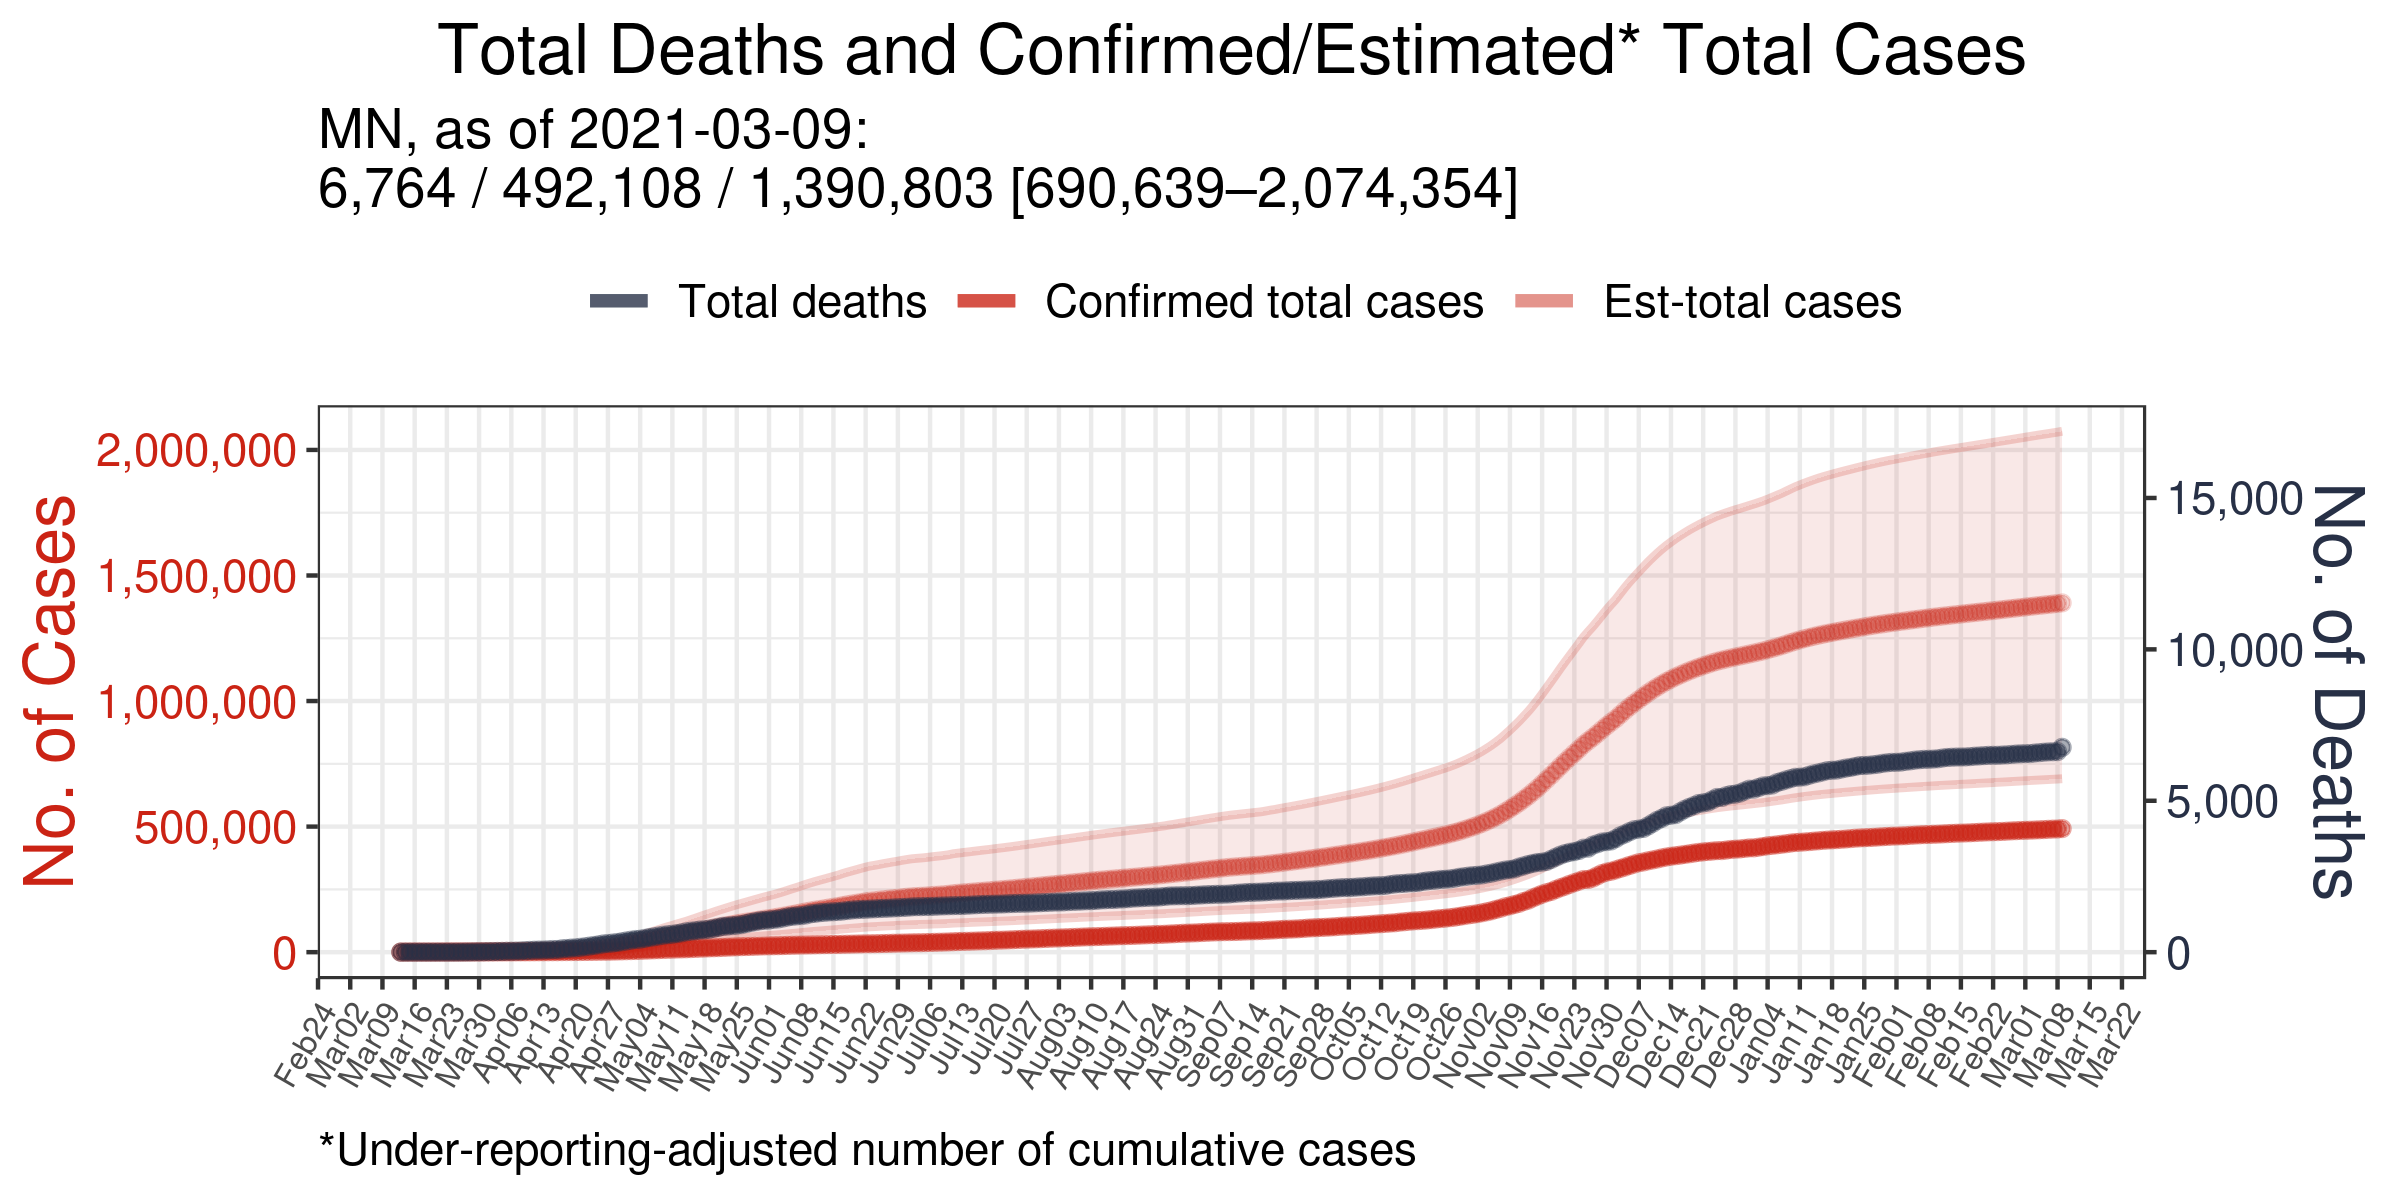 Total Deaths and Confirmed/Estimated* Total Cases
MN, as of 2021-03-09:
6,764 / 492,108 / 1,390,803 [690,639–2,074,354]
Total deaths
Confirmed total cases
Est-total cases
No. of Cases
2,000,000
1,500,000
1,000,000
500,000
0
15,000
10,000
5,000
0
No. of Deaths
Feb24
Mar02
Mar09
Mar16
Mar23
Mar30
Apr06
Apr13
Apr20
Apr27
May04
May11
May18
May25
Jun01
Jun08
Jun15
Jun22
Jun29
Jul06
Jul13
Jul20
Jul27
Aug03
Aug10
Aug17
Aug24
Aug31
Sep07
Sep14
Sep21
Sep28
Oct05
Oct12
Oct19
Oct26
Nov02
Nov09
Nov16
Nov23
Nov30
Dec07
Dec14
Dec21
Dec28
Jan04
Jan11
Jan18
Jan25
Feb01
Feb08
Feb15
Feb22
Mar01
Mar08
Mar15
Mar22
*Under-reporting-adjusted number of cumulative cases